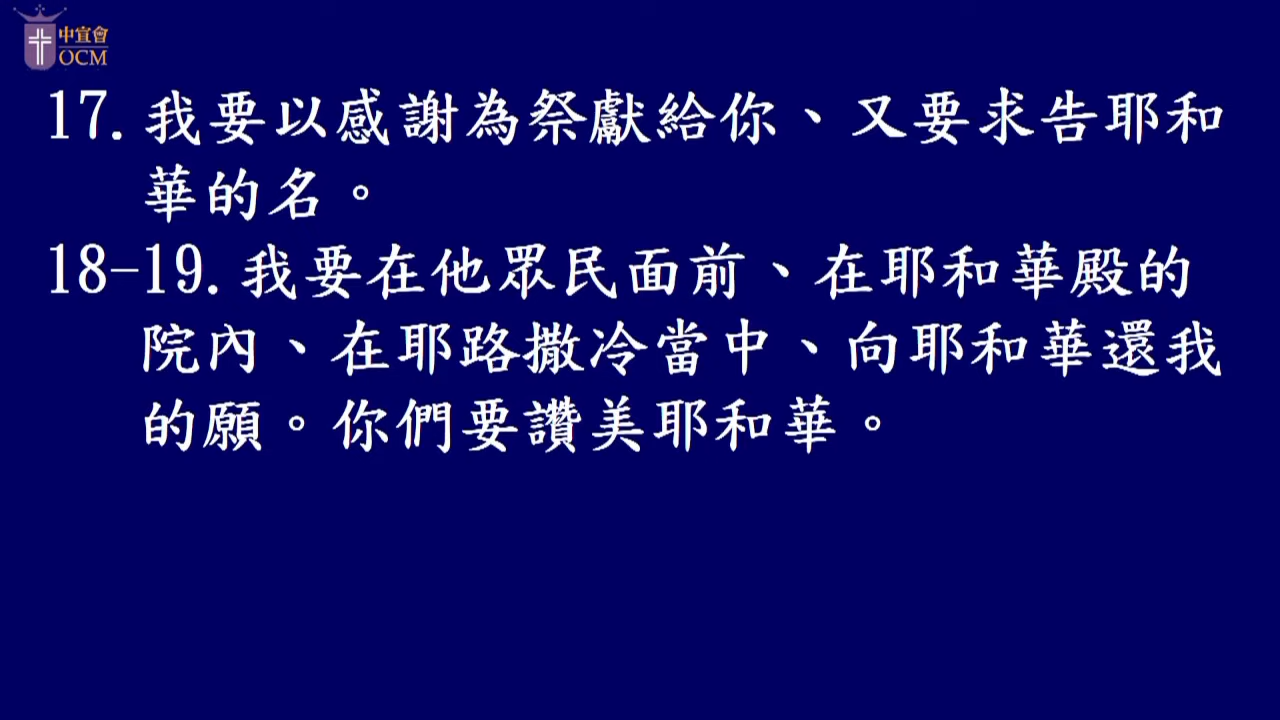 中宣會
OCM
17.我要以感謝為祭獻給你、又要求告耶和
華的名。
18-19.我要在他眾民面前、在耶和華殿的
院內、在耶路撒冷當中、向耶和華還我
的願。你們要讚美耶和華。